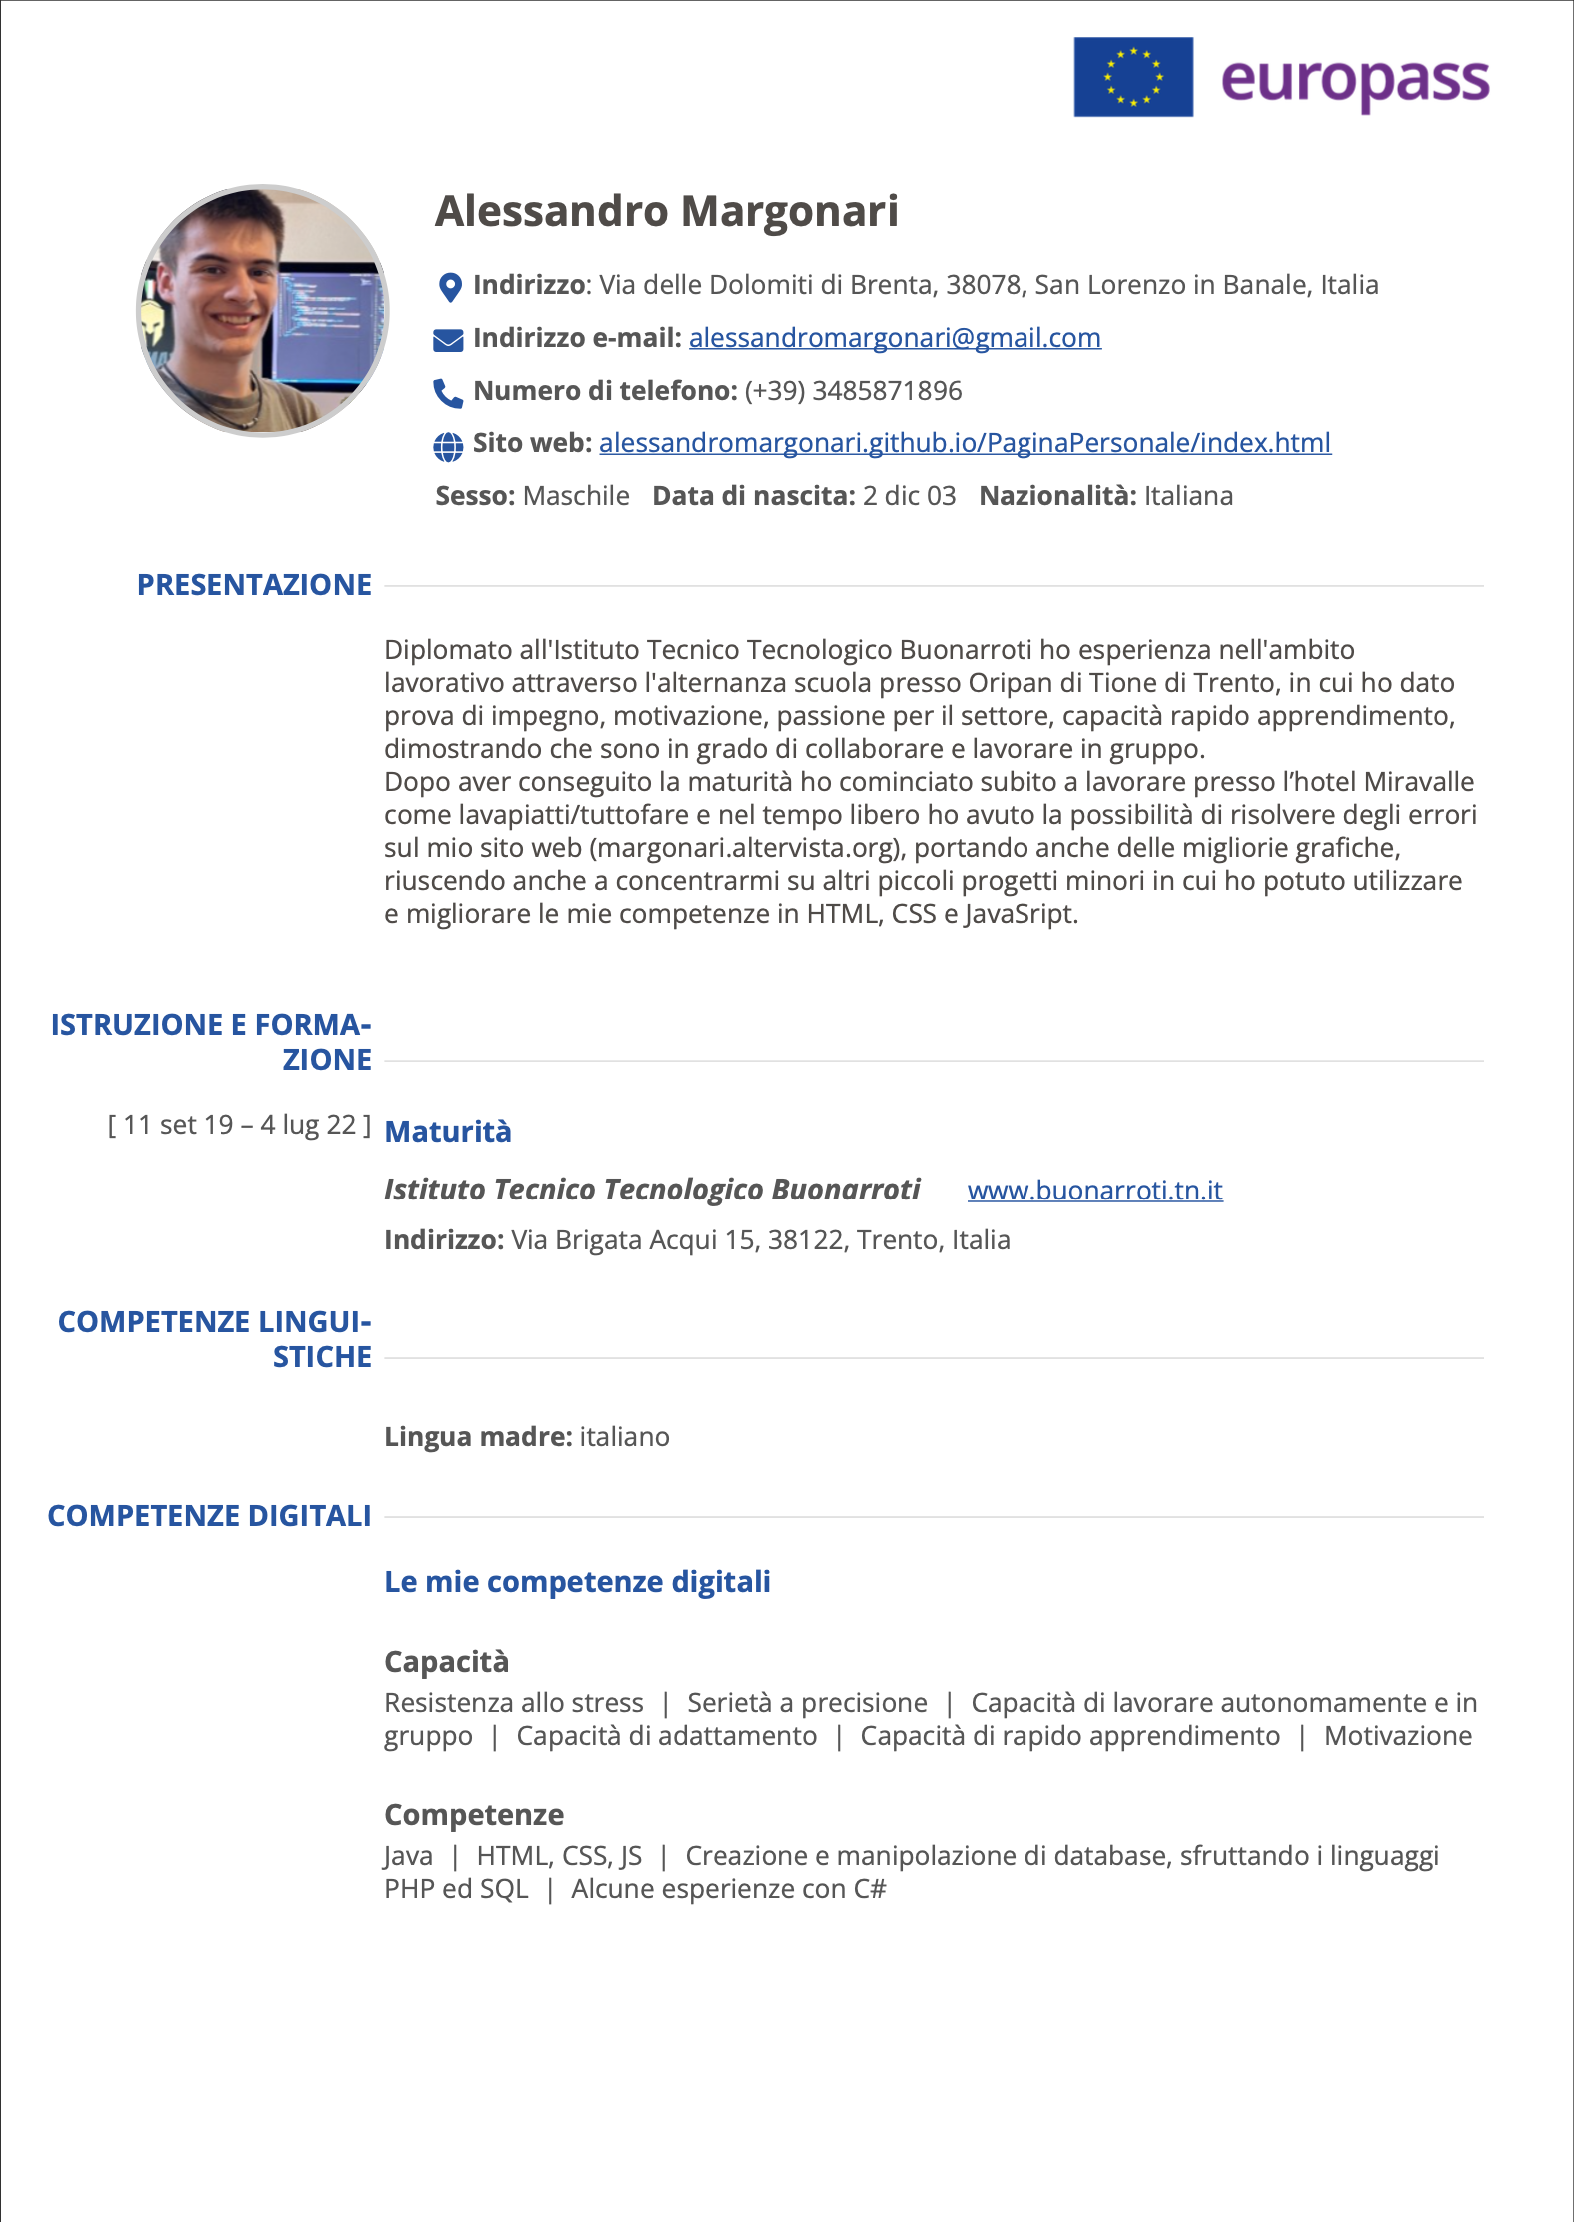 europass
Alessandro Margonari
Indirizzo: Via delle Dolomiti di Brenta, 38078, San Lorenzo in Banale, Italia
Indirizzo e-mail: alessandromargonari@gmail.com
Numero di telefono: (+39) 3485871896
Sito web: alessandromargonari.github.io/PaginaPersonale/index.html
Sesso: Maschile Data di nascita: 2 dic 03 Nazionalità: Italiana
PRESENTAZIONE
Diplomato all'Istituto Tecnico Tecnologico Buonarroti ho esperienza nell'ambito
lavorativo attraverso l'alternanza scuola presso Oripan di Tione di Trento, in cui ho dato
prova di impegno, motivazione, passione per il settore, capacità rapido apprendimento,
dimostrando che sono in grado di collaborare e lavorare in gruppo.
Dopo aver conseguito la maturità ho cominciato subito a lavorare presso l’hotel Miravalle
come lavapiatti/tuttofare e nel tempo libero ho avuto la possibilità di risolvere degli errori
sul mio sito web (margonari.altervista.org), portando anche delle migliorie grafiche,
riuscendo anche a concentrarmi su altri piccoli progetti minori in cui ho potuto utilizzare
e migliorare le mie competenze in HTML, CSS e JavaSript.
ISTRUZIONE E FORMA-
ZIONE
[ 11 set 19 – 4 lug 22 ] Maturità
Istituto Tecnico Tecnologico Buonarroti www.buonarroti.tn.it
Indirizzo: Via Brigata Acqui 15, 38122, Trento, Italia
COMPETENZE LINGUI-
STICHE
Lingua madre: italiano
COMPETENZE DIGITALI
Le mie competenze digitali
Capacità
Resistenza allo stress | Serietà a precisione | Capacità di lavorare autonomamente e in
gruppo | Capacità di adattamento | Capacità di rapido apprendimento | Motivazione
Competenze
Java | HTML, CSS, JS | Creazione e manipolazione di database, sfruttando i linguaggi
PHP ed SQL | Alcune esperienze con C#